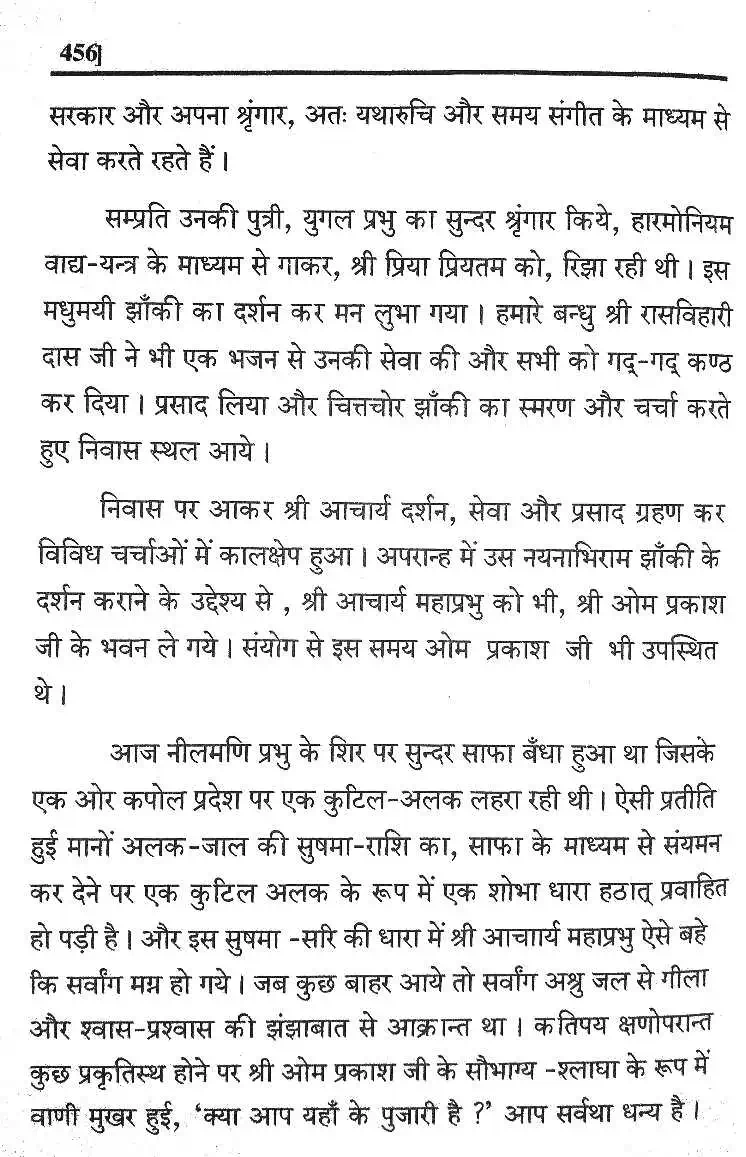 456]
सरकार और अपना श्रृंगार, अतः यथारुचि और समय संगीत के माध्यम से
सेवा करते रहते हैं।
सम्प्रति उनकी पुत्री, युगल प्रभु का सुन्दर श्रृंगार किये, हारमोनियम
वाद्य-यन्त्र के माध्यम से गाकर, श्री प्रिया प्रियतम को, रिझा रही थी। इस
मधुमयी झाँकी का दर्शन कर मन लुभा गया। हमारे बन्धु श्री रासविहारी
दास जी ने भी एक भजन से उनकी सेवा की और सभी को गद्-गद् कण्ठ
कर दिया। प्रसाद लिया और चित्तचोर झाँकी का स्मरण और चर्चा करते
हुए निवास स्थल आये।
निवास पर आकर श्री आचार्य दर्शन, सेवा और प्रसाद ग्रहण कर
विविध चर्चाओं में कालक्षेप हुआ। अपरान्ह में उस नयनाभिराम झाँकी के
दर्शन कराने के उद्देश्य से , श्री आचार्य महाप्रभु को भी, श्री ओम प्रकाश
जी के भवन ले गये। संयोग से इस समय ओम प्रकाश जी भी उपस्थित
थे।
आज नीलमणि प्रभु के शिर पर सुन्दर साफा बँधा हुआ था जिसके
एक ओर कपोल प्रदेश पर एक कुटिल-अलक लहरा रही थी। ऐसी प्रतीति
हुई मानों अलक-जाल की सुषमा-राशि का, साफा के माध्यम से संयमन
कर देने पर एक कुटिल अलक के रूप में एक शोभा धारा हठात् प्रवाहित
हो पड़ी है। और इस सुषमा -सरि की धारा में श्री आचाार्य महाप्रभु ऐसे बहे
कि सर्वांग मग्न हो गये। जब कुछ बाहर आये तो सर्वांग अश्रु जल से गीला
और श्वास-प्रश्वास की झंझाबात से आक्रान्त था। कतिपय क्षणोपरान्त
कुछ प्रकृतिस्थ होने पर श्री ओम प्रकाश जी के सौभाग्य -श्लाघा के रूप में
वाणी मुखर हुई, ‘क्या आप यहाँ के पुजारी है ?’ आप सर्वथा धन्य है।